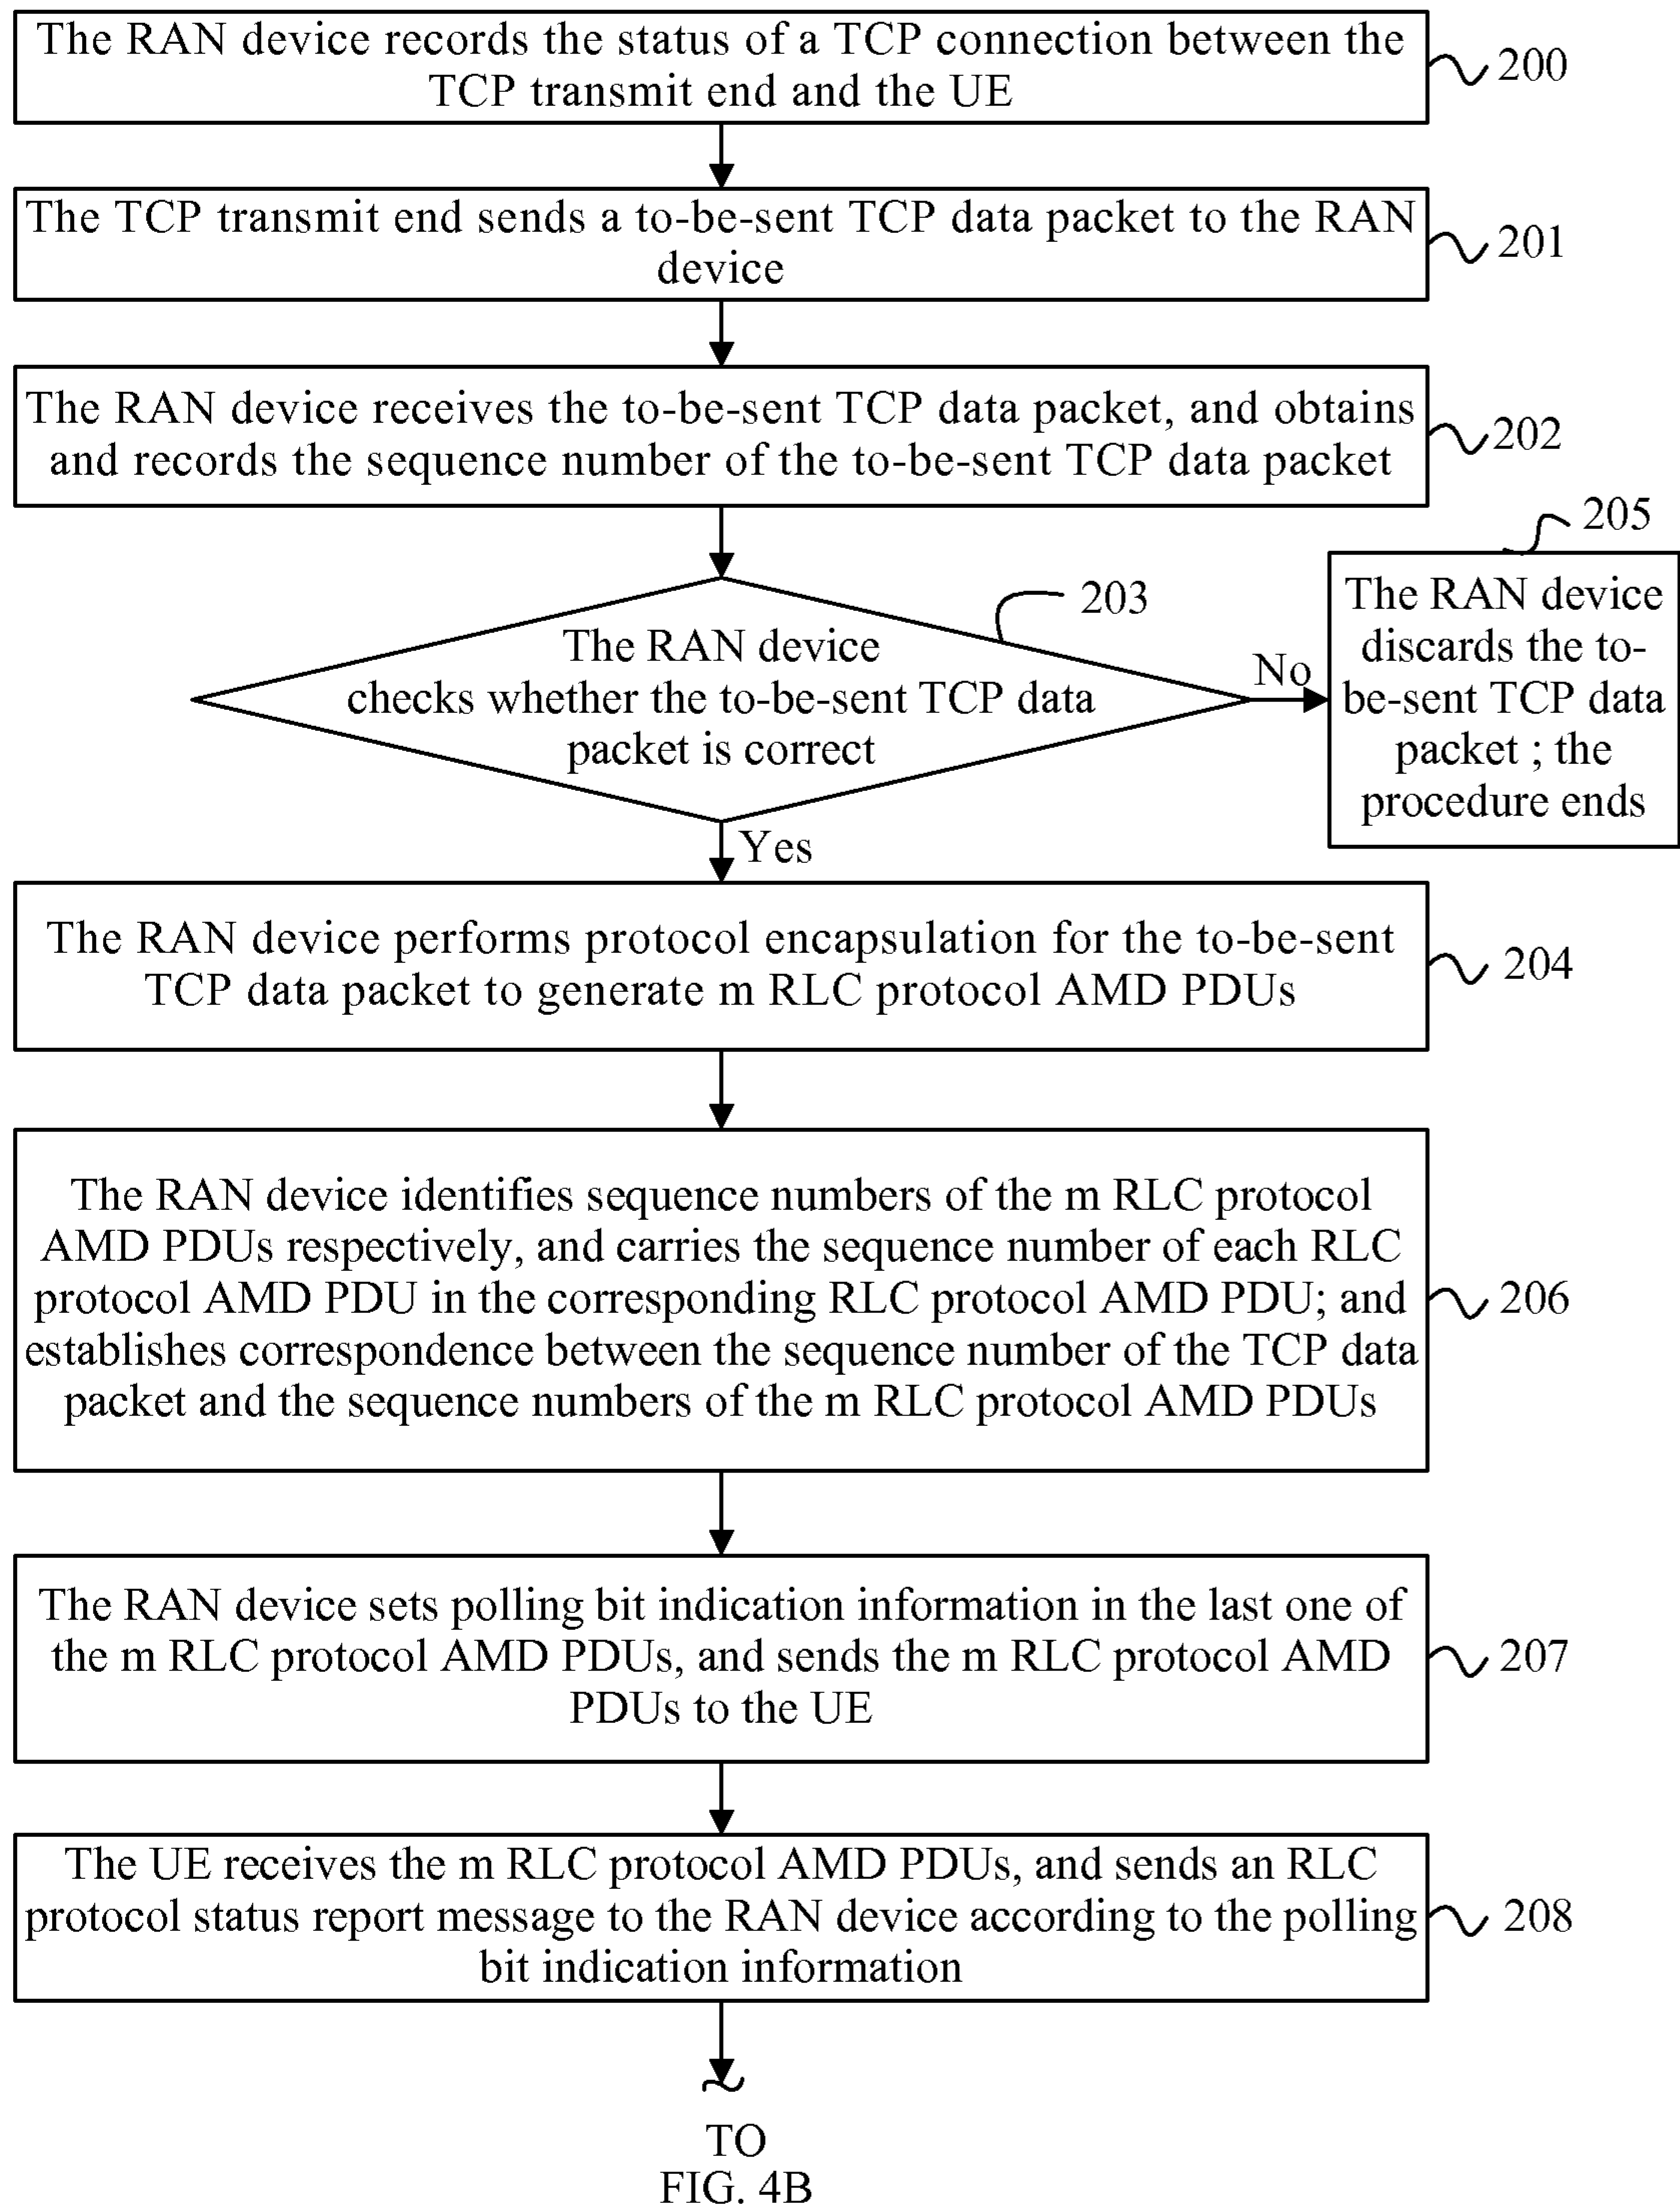 The RAN device records the status of a TCP connection between the
TCP transmit end and the UE
200
The TCP transmit end sends a to-be-sent TCP data packet to the RAN
device
201
The RAN device receives the to-be-sent TCP data packet, and obtains
and records the sequence number of the to-be-sent TCP data packet
202
The RAN device
checks whether the to-be-sent TCP data
packet is correct
203
No
205
The RAN device
discards the to-
be-sent TCP data
packet ; the
procedure ends
Yes
The RAN device performs protocol encapsulation for the to-be-sent
TCP data packet to generate m RLC protocol AMD PDUs
204
The RAN device identifies sequence numbers of the m RLC protocol
AMD PDUs respectively, and carries the sequence number of each RLC
protocol AMD PDU in the corresponding RLC protocol AMD PDU; and
establishes correspondence between the sequence number of the TCP data
packet and the sequence numbers of the m RLC protocol AMD PDUs
206
The RAN device sets polling bit indication information in the last one of
the m RLC protocol AMD PDUs, and sends the m RLC protocol AMD
PDUs to the UE
207
The UE receives the m RLC protocol AMD PDUs, and sends an RLC
protocol status report message to the RAN device according to the polling
bit indication information
208
TO
FIG. 4B